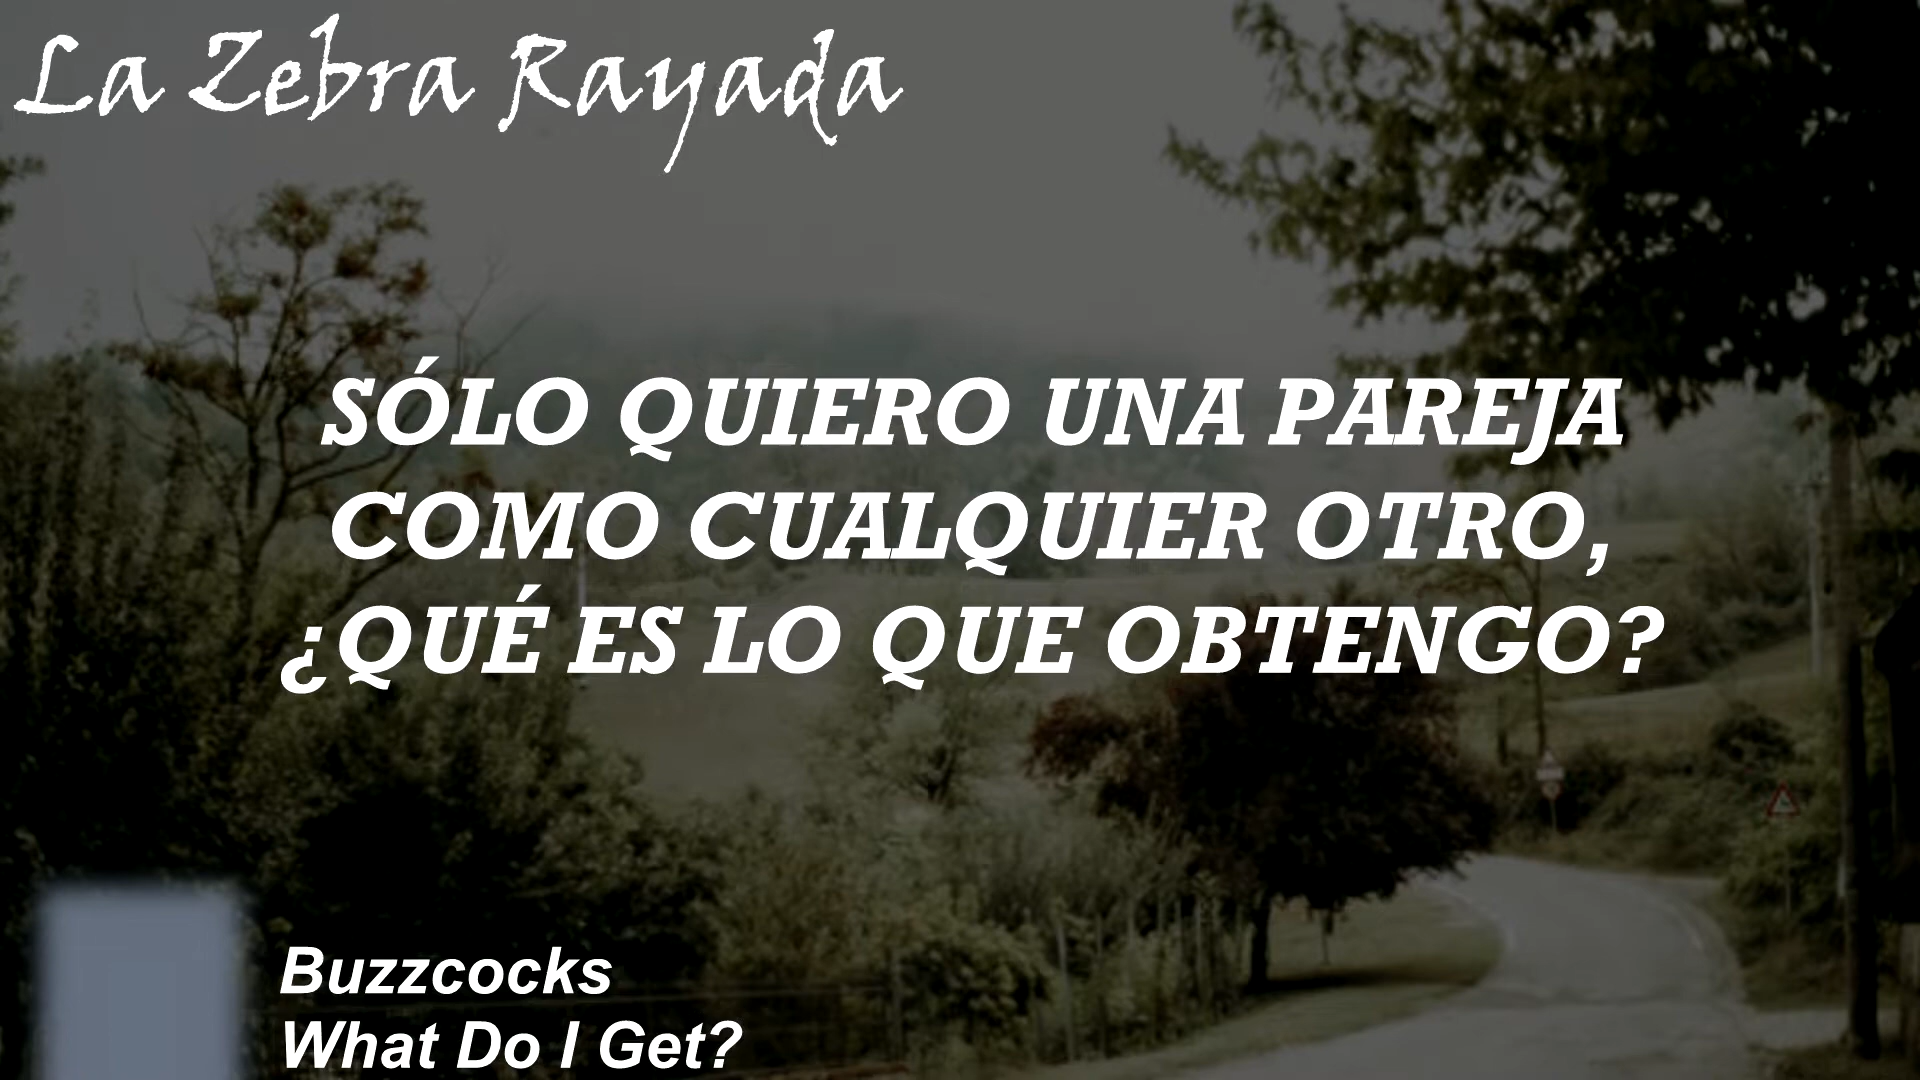 La Zebra Rayada
SÓLO QUIERO UNA PAREJA
COMO CUALQUIER OTRO,
¿QUÉ ES LO QUE OBTENGO?
Buzzcocks
What Do I Get?